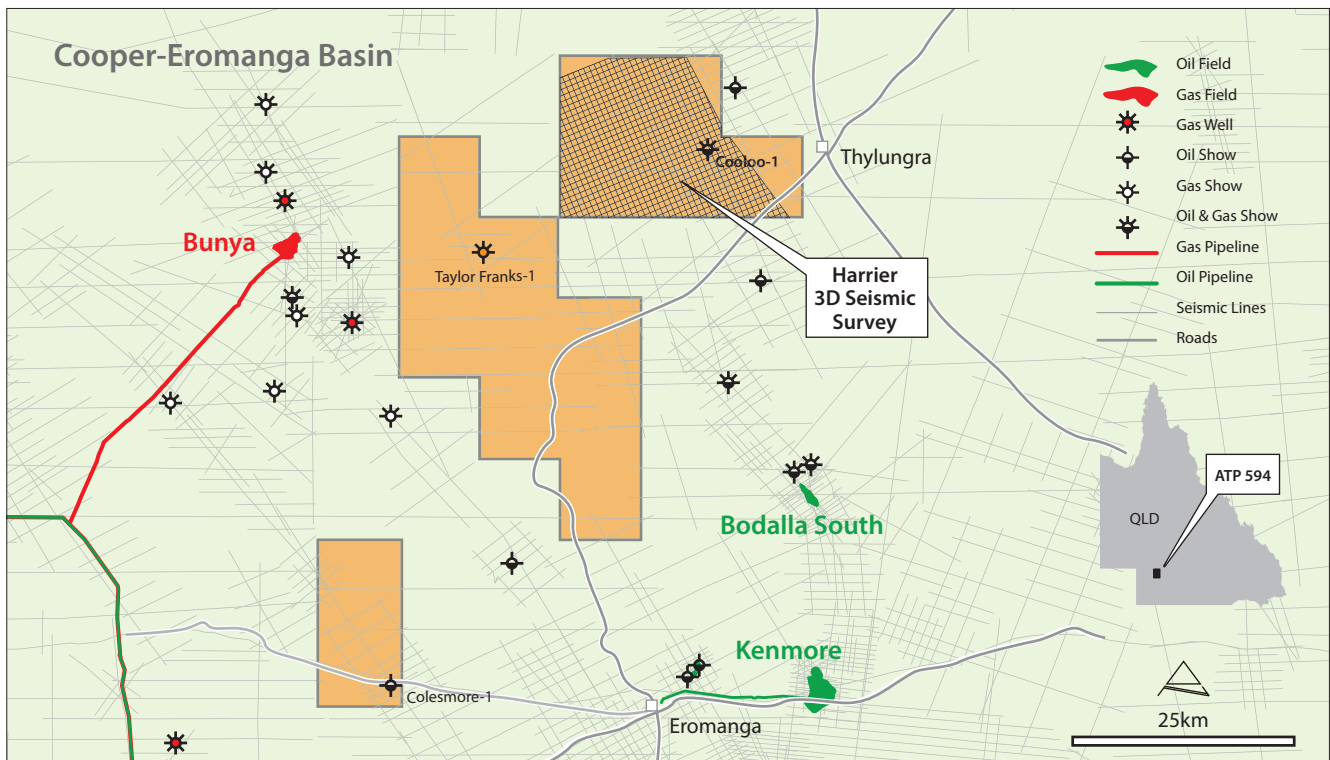 Cooper-Eromanga Basin
Oil Field
Gas Field
Gas Well
Oil Show
Gas Show
Oil & Gas Show
Gas Pipeline
Oil Pipeline
Seismic Lines
Roads
Cooloo-1
Thylungra
Bunya
Taylor Franks-1
Harrier
3D Seismic
Survey
Bodalla South
ATP 594
QLD
Kenmore
Colesmore-1
Eromanga
25km